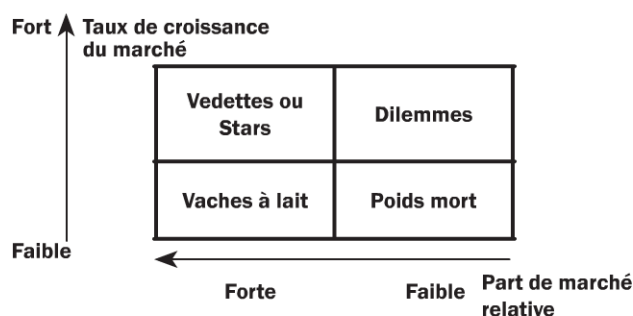 Fort
Taux de croissance
du marché
Vedettes ou
Stars
Dilemmes
Vaches à lait
Poids mort
Faible
Forte
Faible
Part de marché
relative